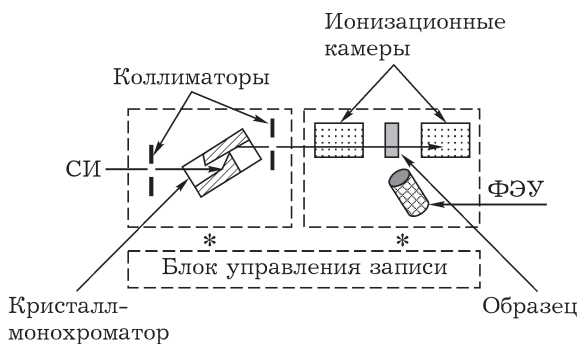 Ионизационные
камеры
Коллиматоры
СИ
ФЭУ
* *
Блок управления записи
Кристалл-
монохроматор
Образец